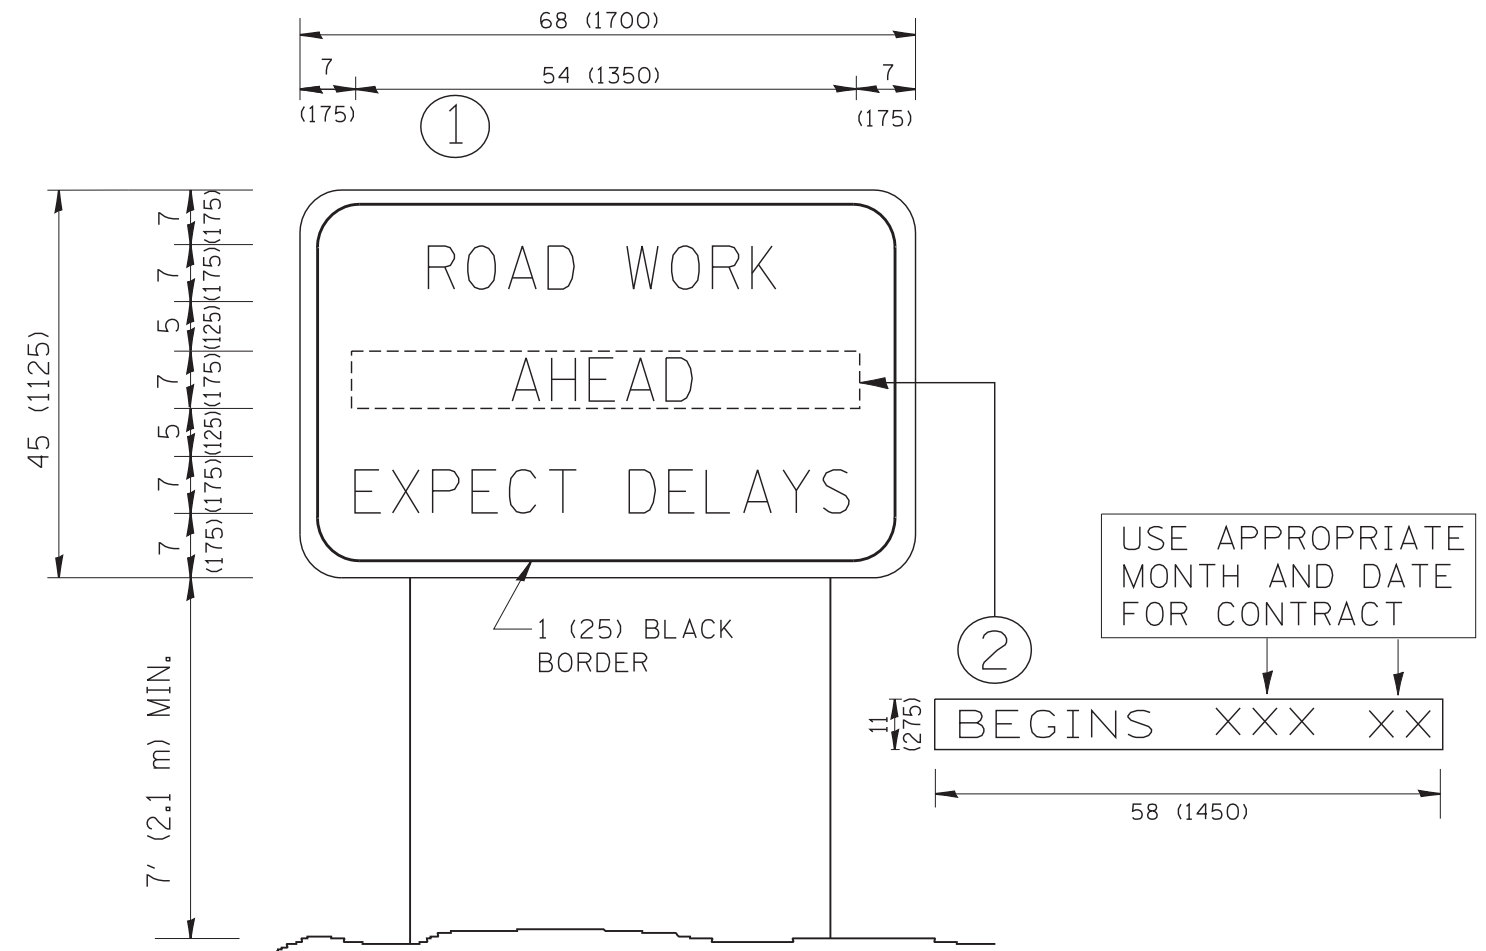 68 (1700)
7
54 (1350)
7
(175)
(175)
1
45 (1125)
7
(175)
7
(175)
5
(125)
7
(175)
5
(125)
7
(175)
7
(175)
ROAD WORK
AHEAD
EXPECT DELAYS
1 (25) BLACK
BORDER
7' (2.1 m) MIN.
USE APPROPRIATE
MONTH AND DATE
FOR CONTRACT
2
11
(275)
BEGINS XXX XX
58 (1450)